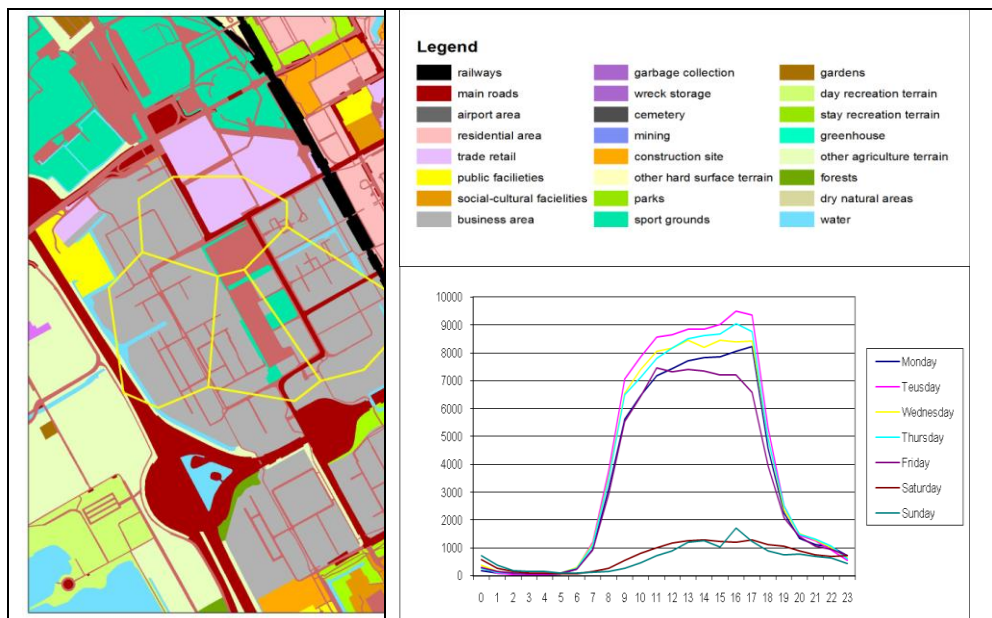 Legend
railways
main roads
airport area
residential area
trade retail
public facilieties
social-cultural facielities
business area
garbage collection
wreck storage
cemetery
mining
construction site
other hard surface terrain
parks
sport grounds
gardens
day recreation terrain
stay recreation terrain
greenhouse
other agriculture terrain
forests
dry natural areas
water
10000
9000
8000
7000
6000
5000
4000
3000
2000
1000
0
0 1 2 3 4 5 6 7 8 9 10 11 12 13 14 15 16 17 18 19 20 21 22 23
Monday
Teusday
Wednesday
Thursday
Friday
Saturday
Sunday